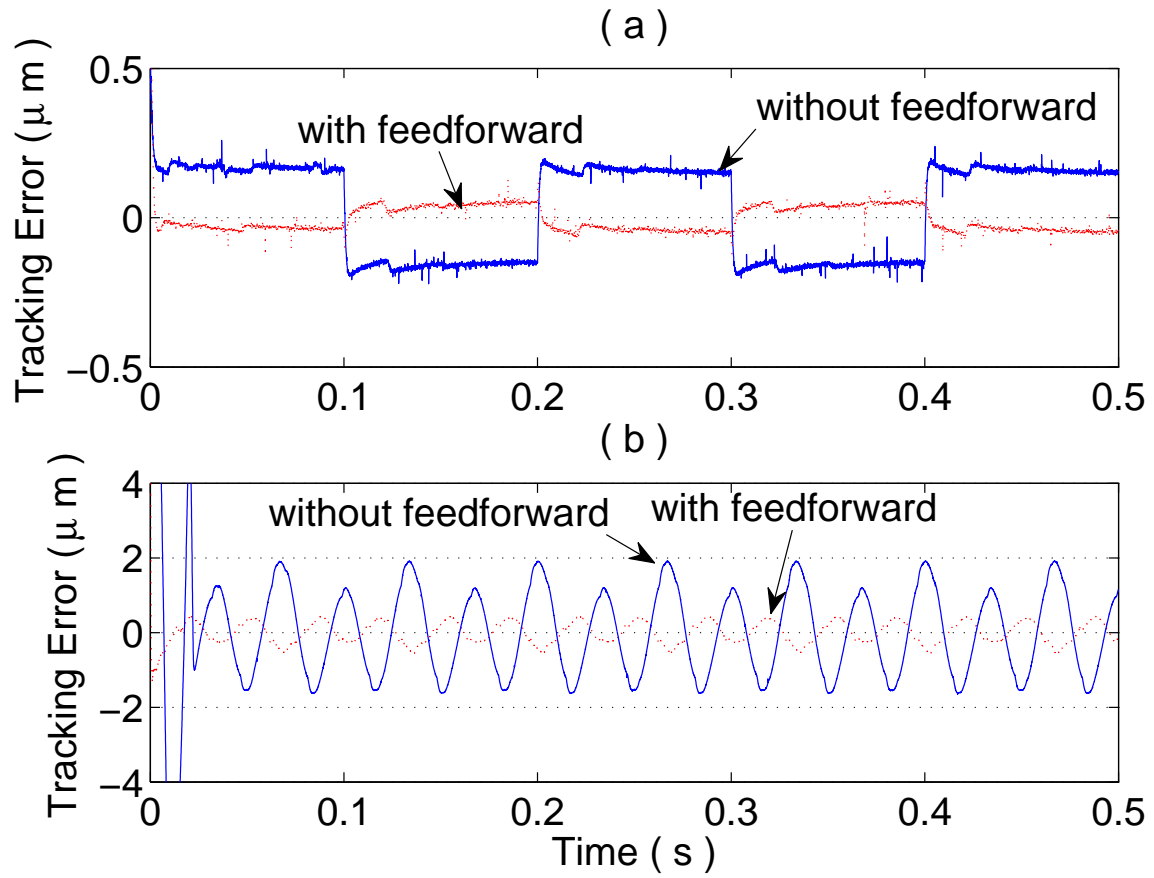 ( a )
Tracking Error ( μ m )
0.5
0
−0.5
with feedforward
without feedforward
0
0.1
0.2
0.3
0.4
0.5
( b )
Tracking Error ( μ m )
4
2
0
−2
−4
without feedforward
with feedforward
0
0.1
0.2
0.3
0.4
0.5
Time ( s )